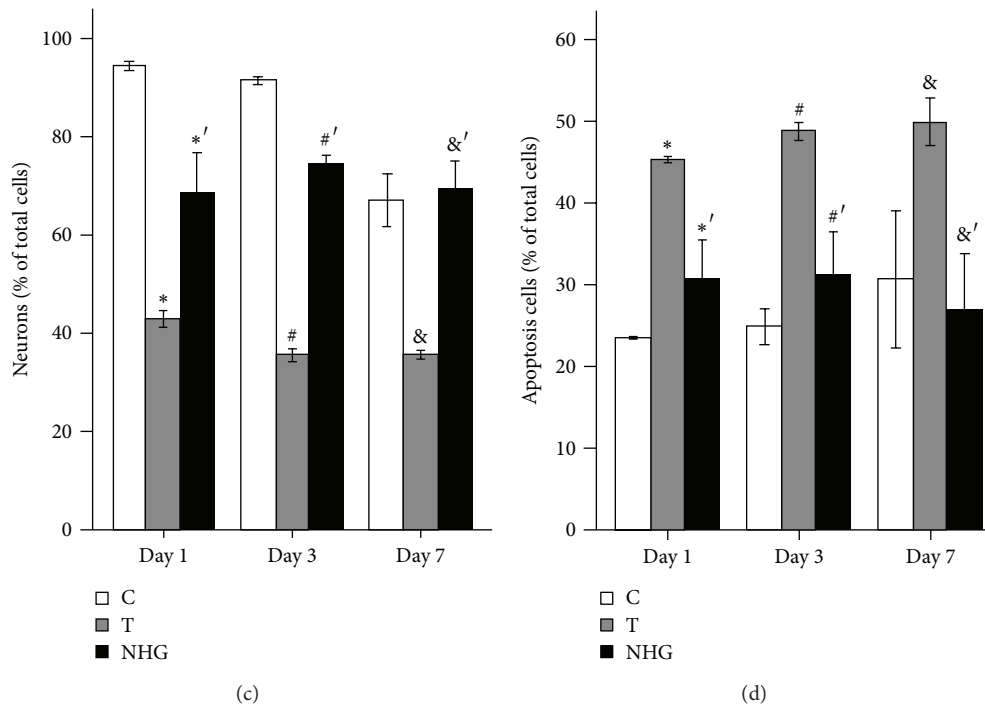 Neurons (% of total cells)
100
80
60
40
20
0
*
*′
#
#′
&
&′
Day 1
Day 3
Day 7
C
T
NHG
(c)
Apoptosis cells (% of total cells)
60
50
40
30
20
10
0
*
*′
#
#′
&
&′
Day 1
Day 3
Day 7
C
T
NHG
(d)